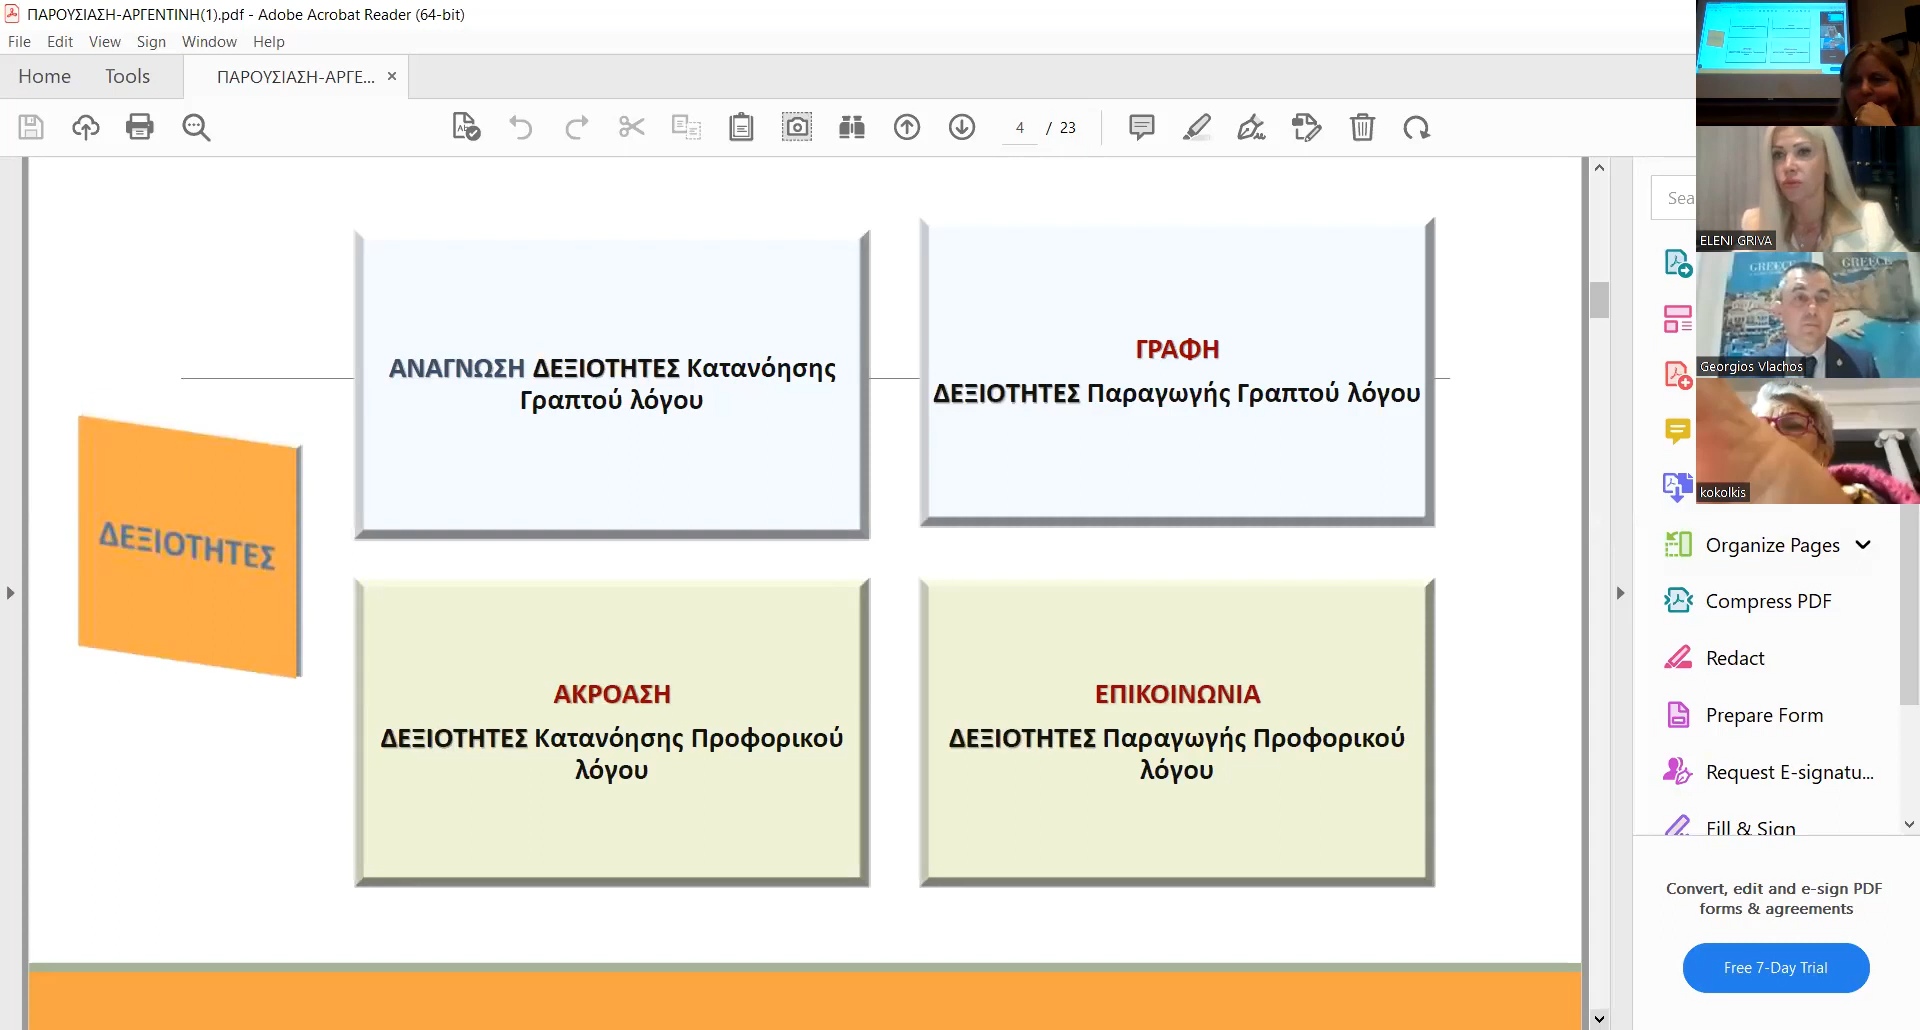 ΠΑΡΟΥΣΙΑΣΗ-ΑΡΓΕΝΤΙΝΗ(1).pdf - Adobe Acrobat Reader (64-bit)
File Edit View Sign Window Help
Home Tools ΠΑΡΟΥΣΙΑΣΗ-ΑΡΓΕ... ×
4 / 23
ΑΝΑΓΝΩΣΗ ΔΕΞΙΟΤΗΤΕΣ Κατανόησης
Γραπτού λόγου
ΓΡΑΦΗ
ΔΕΞΙΟΤΗΤΕΣ Παραγωγής Γραπτού λόγου
ΔΕΞΙΟΤΗΤΕΣ
ΑΚΡΟΑΣΗ
ΔΕΞΙΟΤΗΤΕΣ Κατανόησης Προφορικού
λόγου
ΕΠΙΚΟΙΝΩΝΙΑ
ΔΕΞΙΟΤΗΤΕΣ Παραγωγής Προφορικού
λόγου
Sea
ELENI GRIVA
GREECE GREECE
Georgios Vlachos
kokolkis
Organize Pages
Compress PDF
Redact
Prepare Form
Request E-signatu...
Fill & Sign
Convert, edit and e-sign PDF
forms & agreements
Free 7-Day Trial